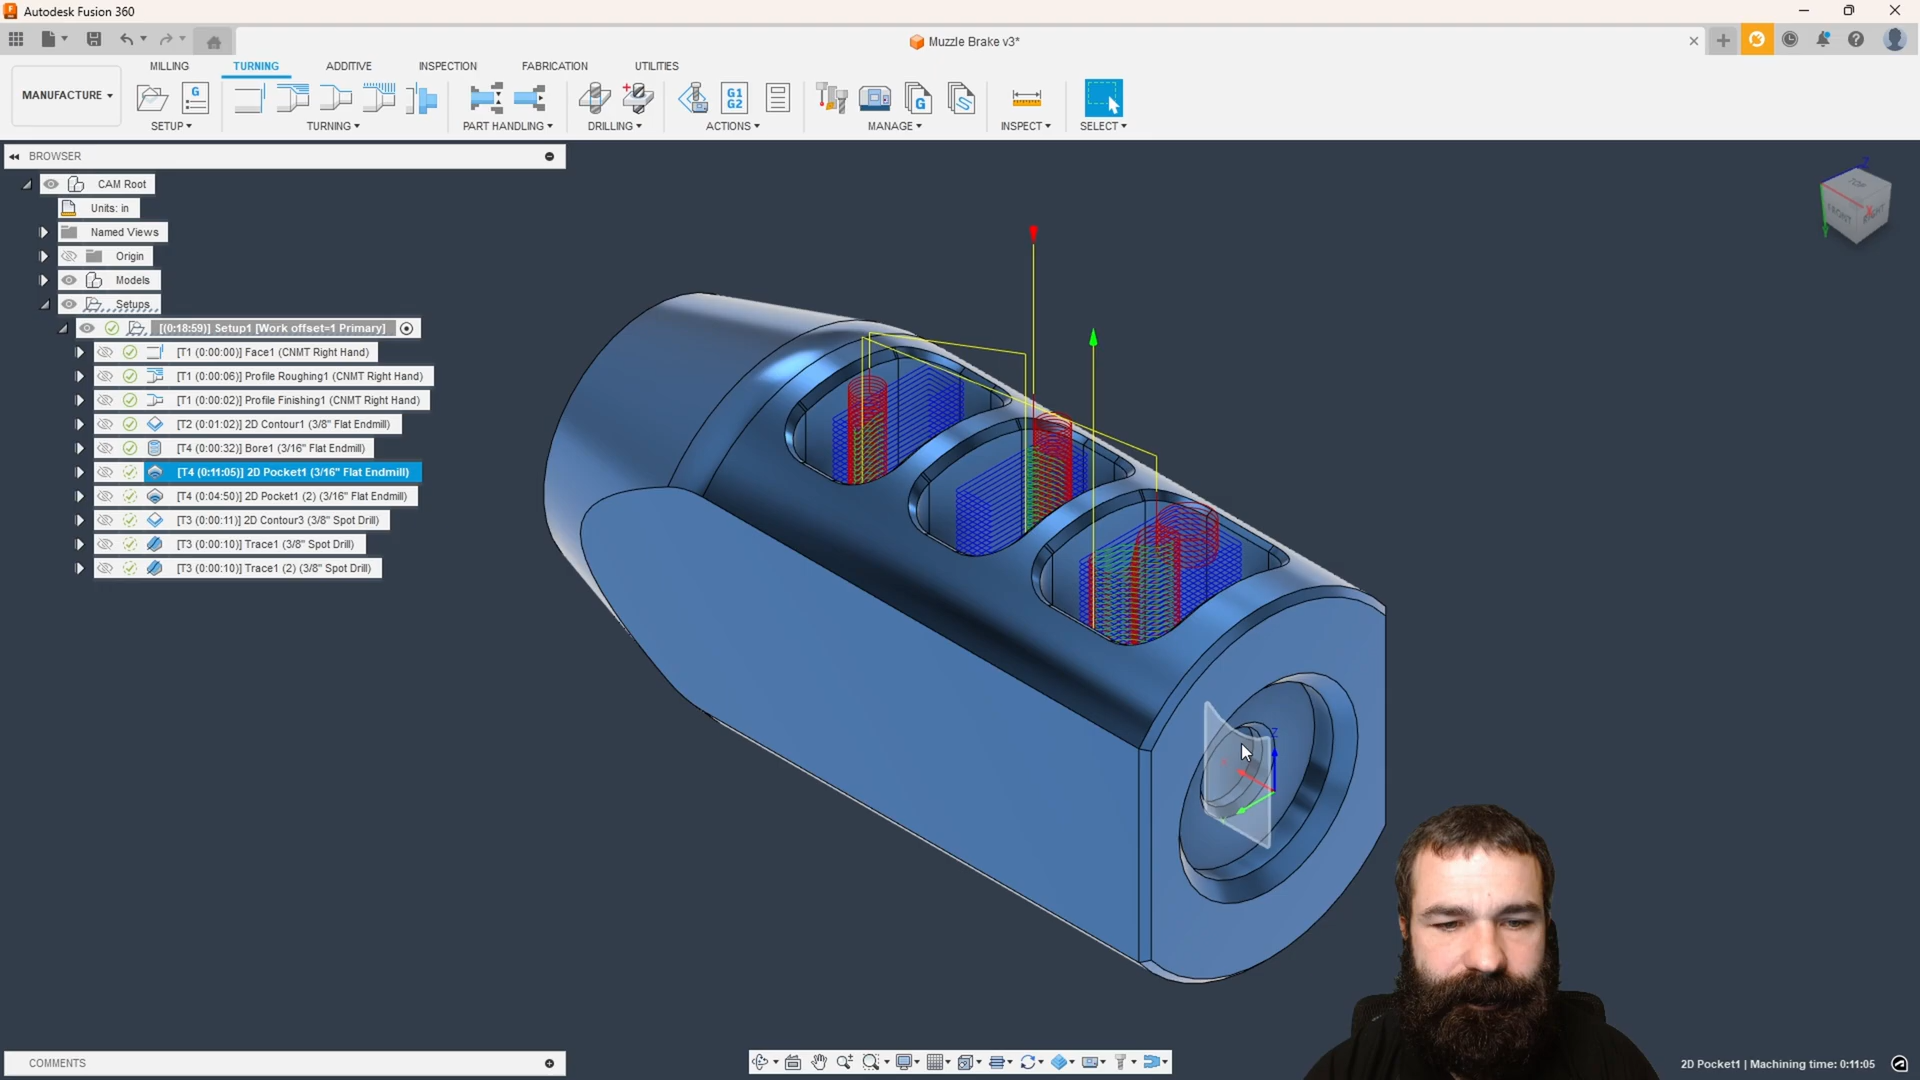 Autodesk Fusion 360
Muzzle Brake v3*
MILLING
TURNING
ADDITIVE
INSPECTION
FABRICATION
UTILITIES
MANUFACTURE
G
G1
G2
G
SETUP
TURNING
PART HANDLING
DRILLING
ACTIONS
MANAGE
INSPECT
SELECT
BROWSER
CAM Root
Units: in
Named Views
Origin
Models
Setups
[(0:18:59)] Setup1 [Work offset=1 Primary]
[T1 (0:00:00)] Face1 (CNMT Right Hand)
[T1 (0:00:06)] Profile Roughing1 (CNMT Right Hand)
[T1 (0:00:02)] Profile Finishing1 (CNMT Right Hand)
[T2 (0:01:02)] 2D Contour1 (3/8" Flat Endmill)
[T4 (0:00:32)] Bore1 (3/16" Flat Endmill)
[T4 (0:11:05)] 2D Pocket1 (3/16" Flat Endmill)
[T4 (0:04:50)] 2D Pocket1 (2) (3/16" Flat Endmill)
[T3 (0:00:11)] 2D Contour3 (3/8" Spot Drill)
[T3 (0:00:10)] Trace1 (3/8" Spot Drill)
[T3 (0:00:10)] Trace1 (2) (3/8" Spot Drill)
Z
TOP
FRONT
RIGHT
X
Z
COMMENTS
2D Pocket1 | Machining time: 0:11:05